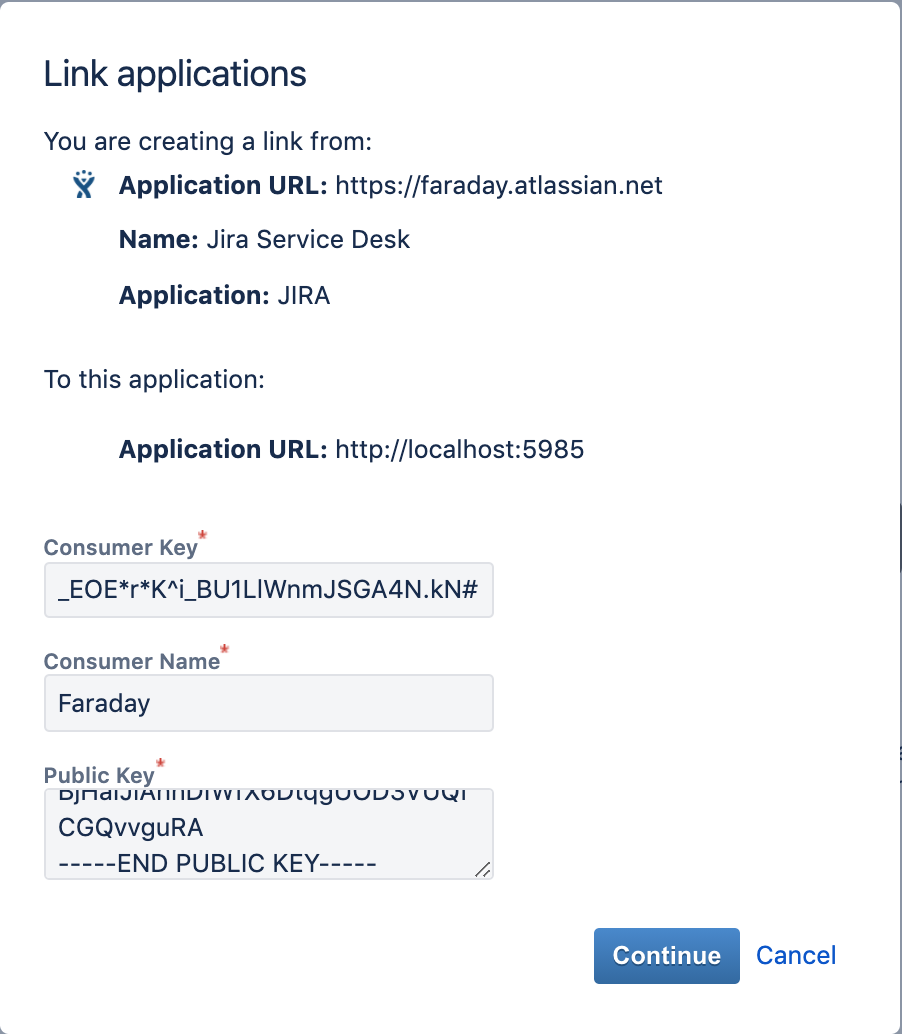 Link applications
You are creating a link from:
Application URL: https://faraday.atlassian.net
Name: Jira Service Desk
Application: JIRA
To this application:
Application URL: http://localhost:5985
Consumer Key*
_EOE*r*K^i_BU1LlWnmJSGA4N.kN#
Consumer Name*
Faraday
Public Key*
CGQvvguRA
-----END PUBLIC KEY-----
Continue Cancel